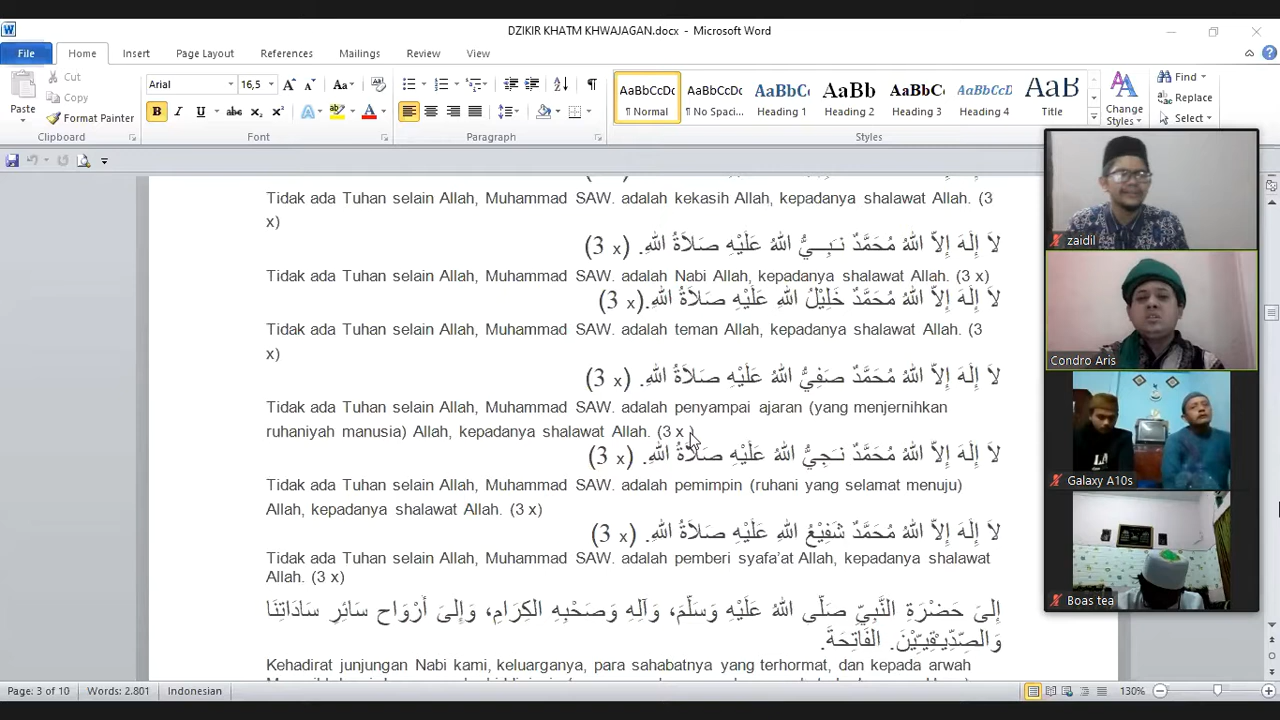 DZIKIR KHATM KHWAJAGAN.docx - Microsoft Word
File Home Insert Page Layout References Mailings Review View
Paste
Cut
Copy
Format Painter
Clipboard
Arial 16,5
Font
Paragraph
AaBbCcDc AaBbCcDc AaBbCc AaBbC AaBbCc AaBbCcD AaBb
¶ Normal ¶ No Spaci... Heading 1 Heading 2 Heading 3 Heading 4 Title
Styles
Change Styles
Find
Replace
Select
Tidak ada Tuhan selain Allah, Muhammad SAW. adalah kekasih Allah, kepadanya shalawat Allah. (3
x)
لاَ إِلَهَ إِلاَّ اللهُ مُحَمَّدٌ نَـبِــيُّ اللهُ عَلَيْهِ صَلاَةُ اللهِ. (3 x)
Tidak ada Tuhan selain Allah, Muhammad SAW. adalah Nabi Allah, kepadanya shalawat Allah. (3 x)
لاَ إِلَهَ إِلاَّ اللهُ مُحَمَّدٌ خَلِيْلُ اللهِ عَلَيْهِ صَلاَةُ اللهِ.(3 x)
Tidak ada Tuhan selain Allah, Muhammad SAW. adalah teman Allah, kepadanya shalawat Allah. (3
x)
لاَ إِلَهَ إِلاَّ اللهُ مُحَمَّدٌ صَفِيُّ اللهُ عَلَيْهِ صَلاَةُ اللهِ. (3 x)
Tidak ada Tuhan selain Allah, Muhammad SAW. adalah penyampai ajaran (yang menjernihkan
ruhaniyah manusia) Allah, kepadanya shalawat Allah. (3 x )
لاَ إِلَهَ إِلاَّ اللهُ مُحَمَّدٌ نَـجِيُّ اللهُ عَلَيْهِ صَلاَةُ اللهِ. (3 x)
Tidak ada Tuhan selain Allah, Muhammad SAW. adalah pemimpin (ruhani yang selamat menuju)
Allah, kepadanya shalawat Allah. (3 x)
لاَ إِلَهَ إِلاَّ اللهُ مُحَمَّدٌ شَفِيْعُ اللهِ عَلَيْهِ صَلاَةُ اللهِ. (3 x)
Tidak ada Tuhan selain Allah, Muhammad SAW. adalah pemberi syafa'at Allah, kepadanya shalawat
Allah. (3 x)
إِلىَ حَضْرَةِ النَّبِيِّ صَلَّى اللهُ عَلَيْهِ وَسَلَّمَ، وَآلِهِ وَصَحْبِهِ الكِرَامِ، وَإِلىَ أَرْوَاحِ سَائِرِ سَادَاتِنَا
وَالصِّدِّيْقِيِّيْنَ. الفَاتِحَةَ.
Kehadirat junjungan Nabi kami, keluarganya, para sahabatnya yang terhormat, dan kepada arwah
zaidil
Condro Aris
Galaxy A10s
Boas tea
Page: 3 of 10 Words: 2.801 Indonesian
130%